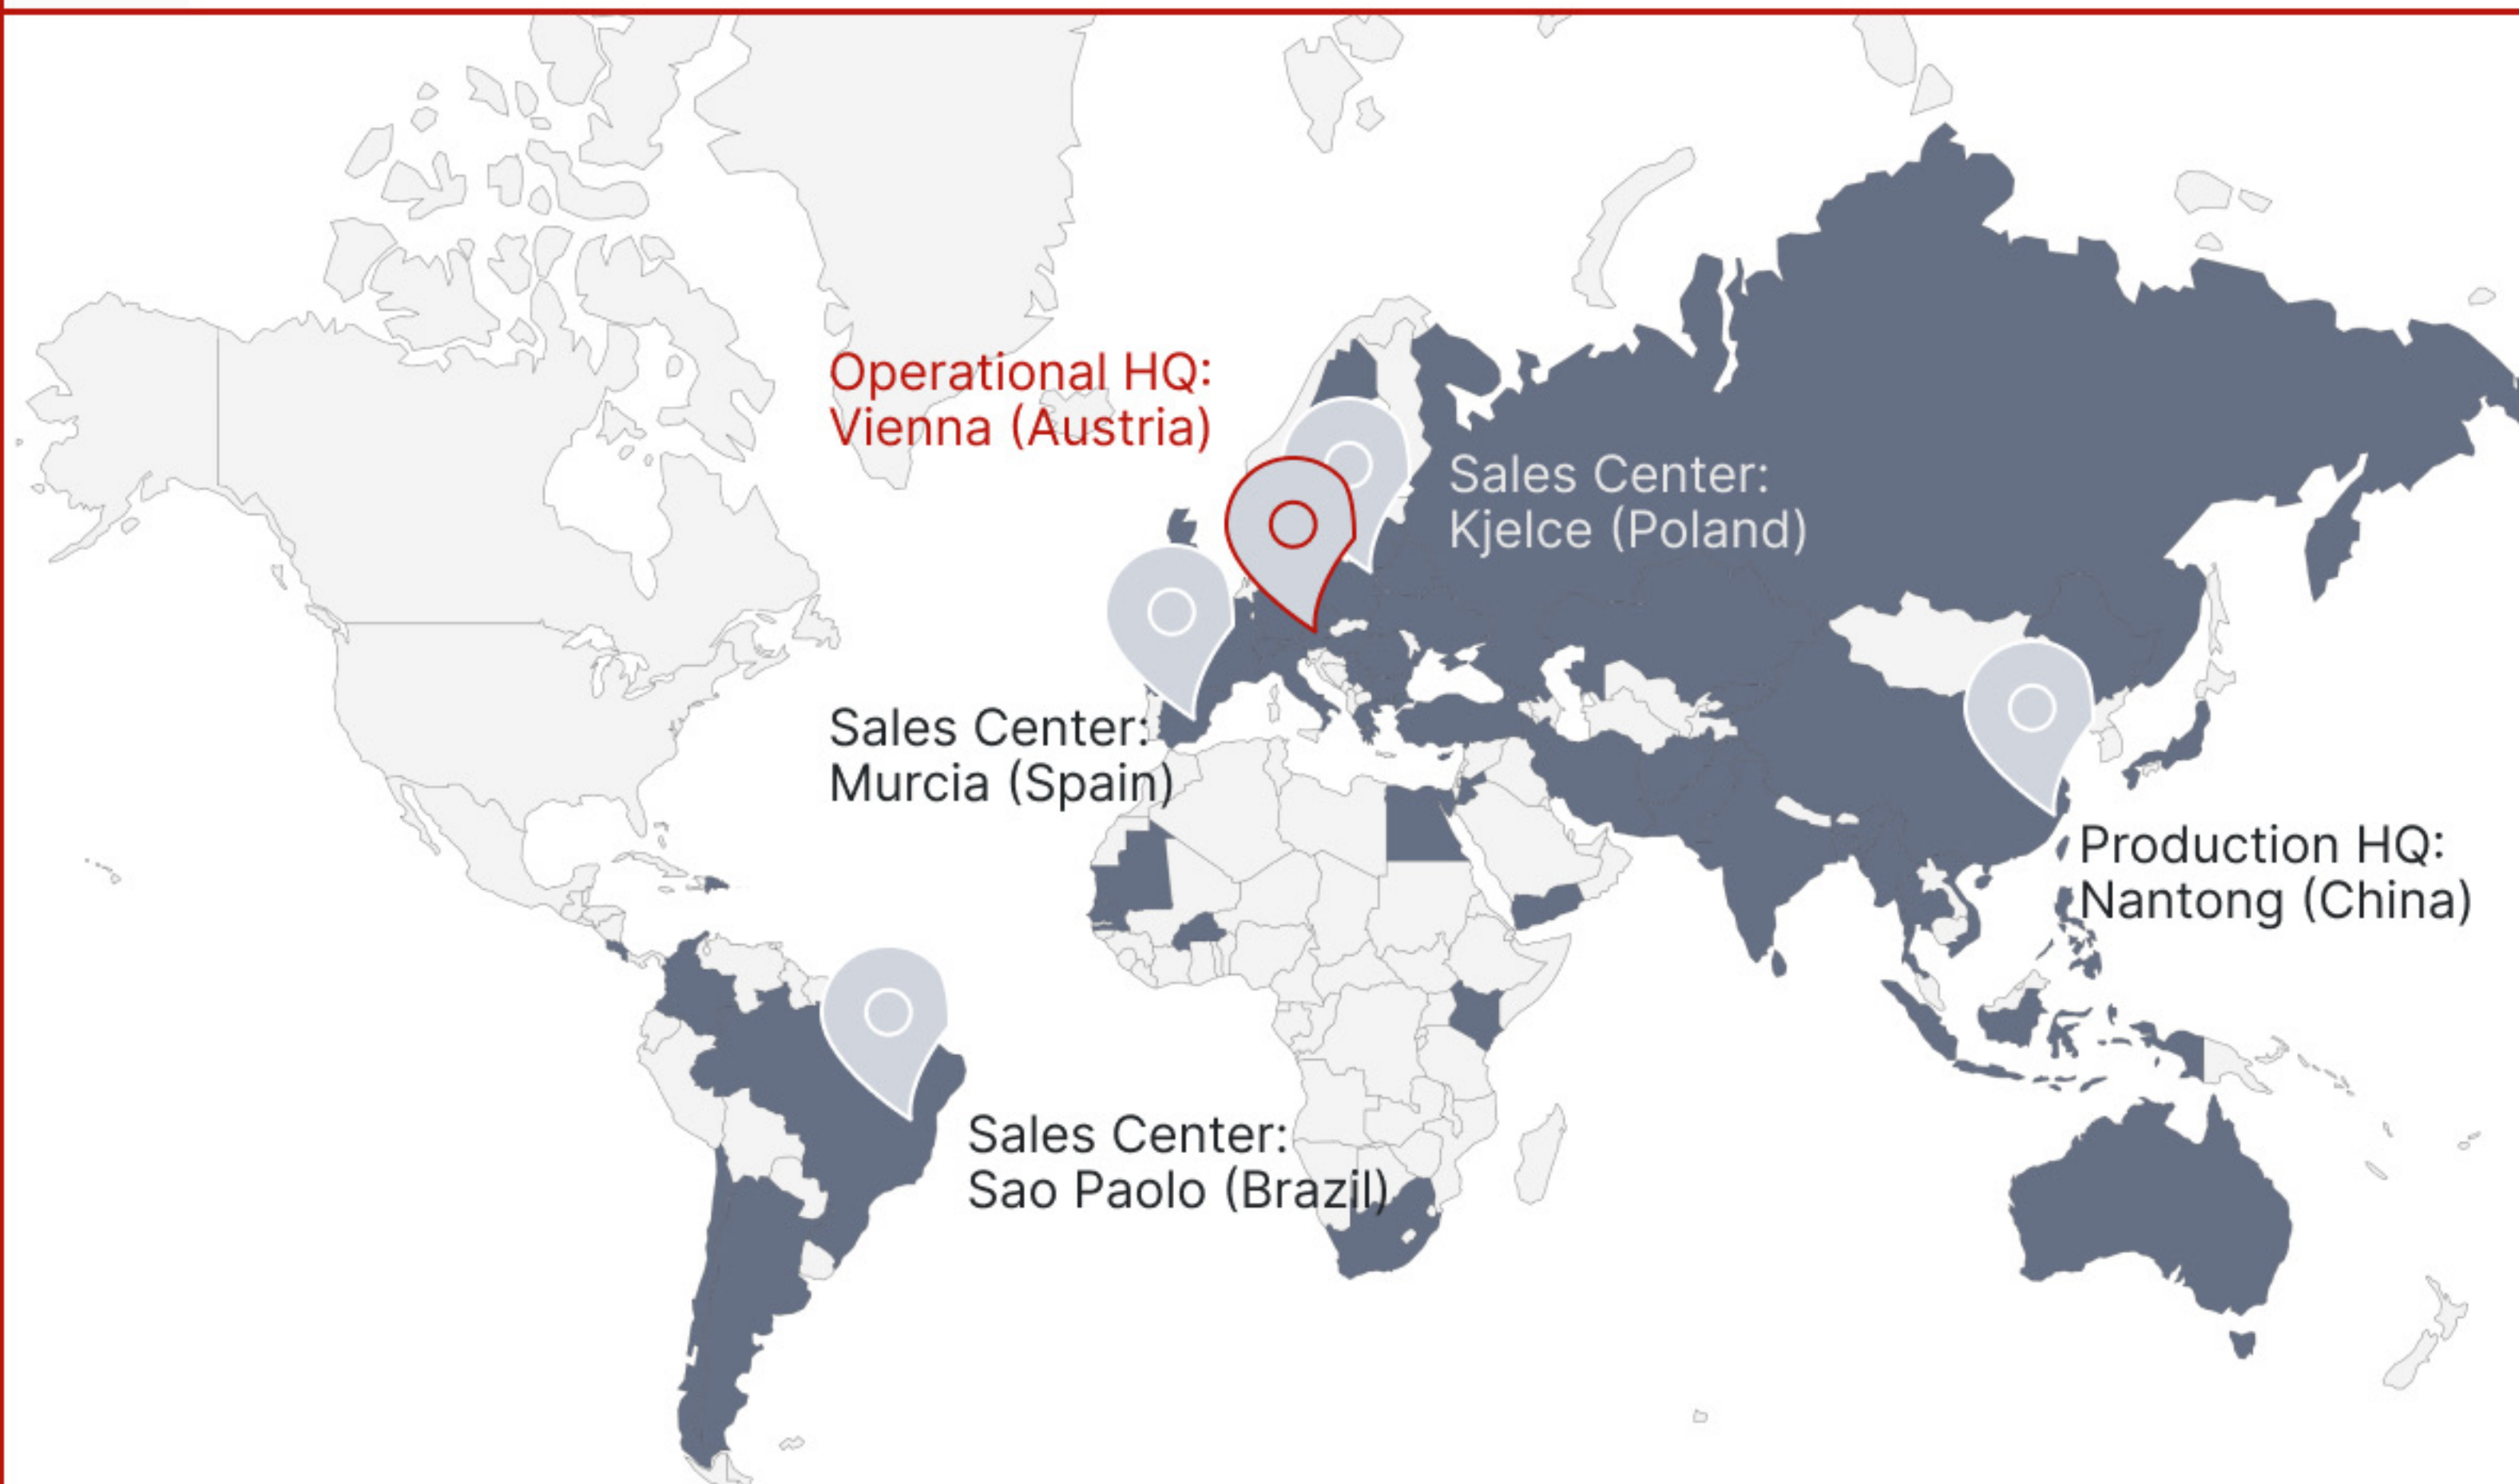 Operational HQ:
Vienna (Austria)
Sales Center:
Kjelce (Poland)
Sales Center:
Murcia (Spain)
Production HQ:
Nantong (China)
Sales Center:
Sao Paolo (Brazil)